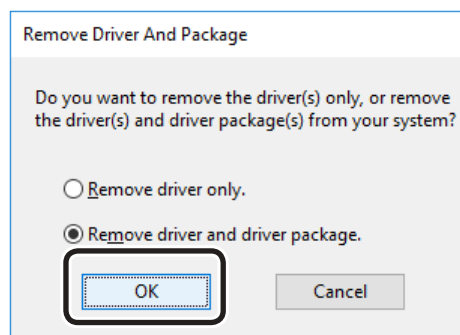 Remove Driver And Package
Do you want to remove the driver(s) only, or remove
the driver(s) and driver package(s) from your system?
Remove driver only.
Remove driver and driver package.
OK Cancel